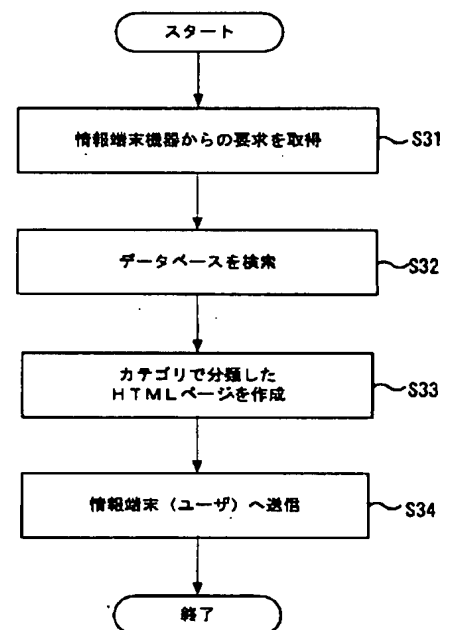 スタート
情報端末機器からの要求を取得
S31
データベースを検索
S32
カテゴリで分類した
HTMLページを作成
S33
情報端末（ユーザ）へ送信
S34
終了